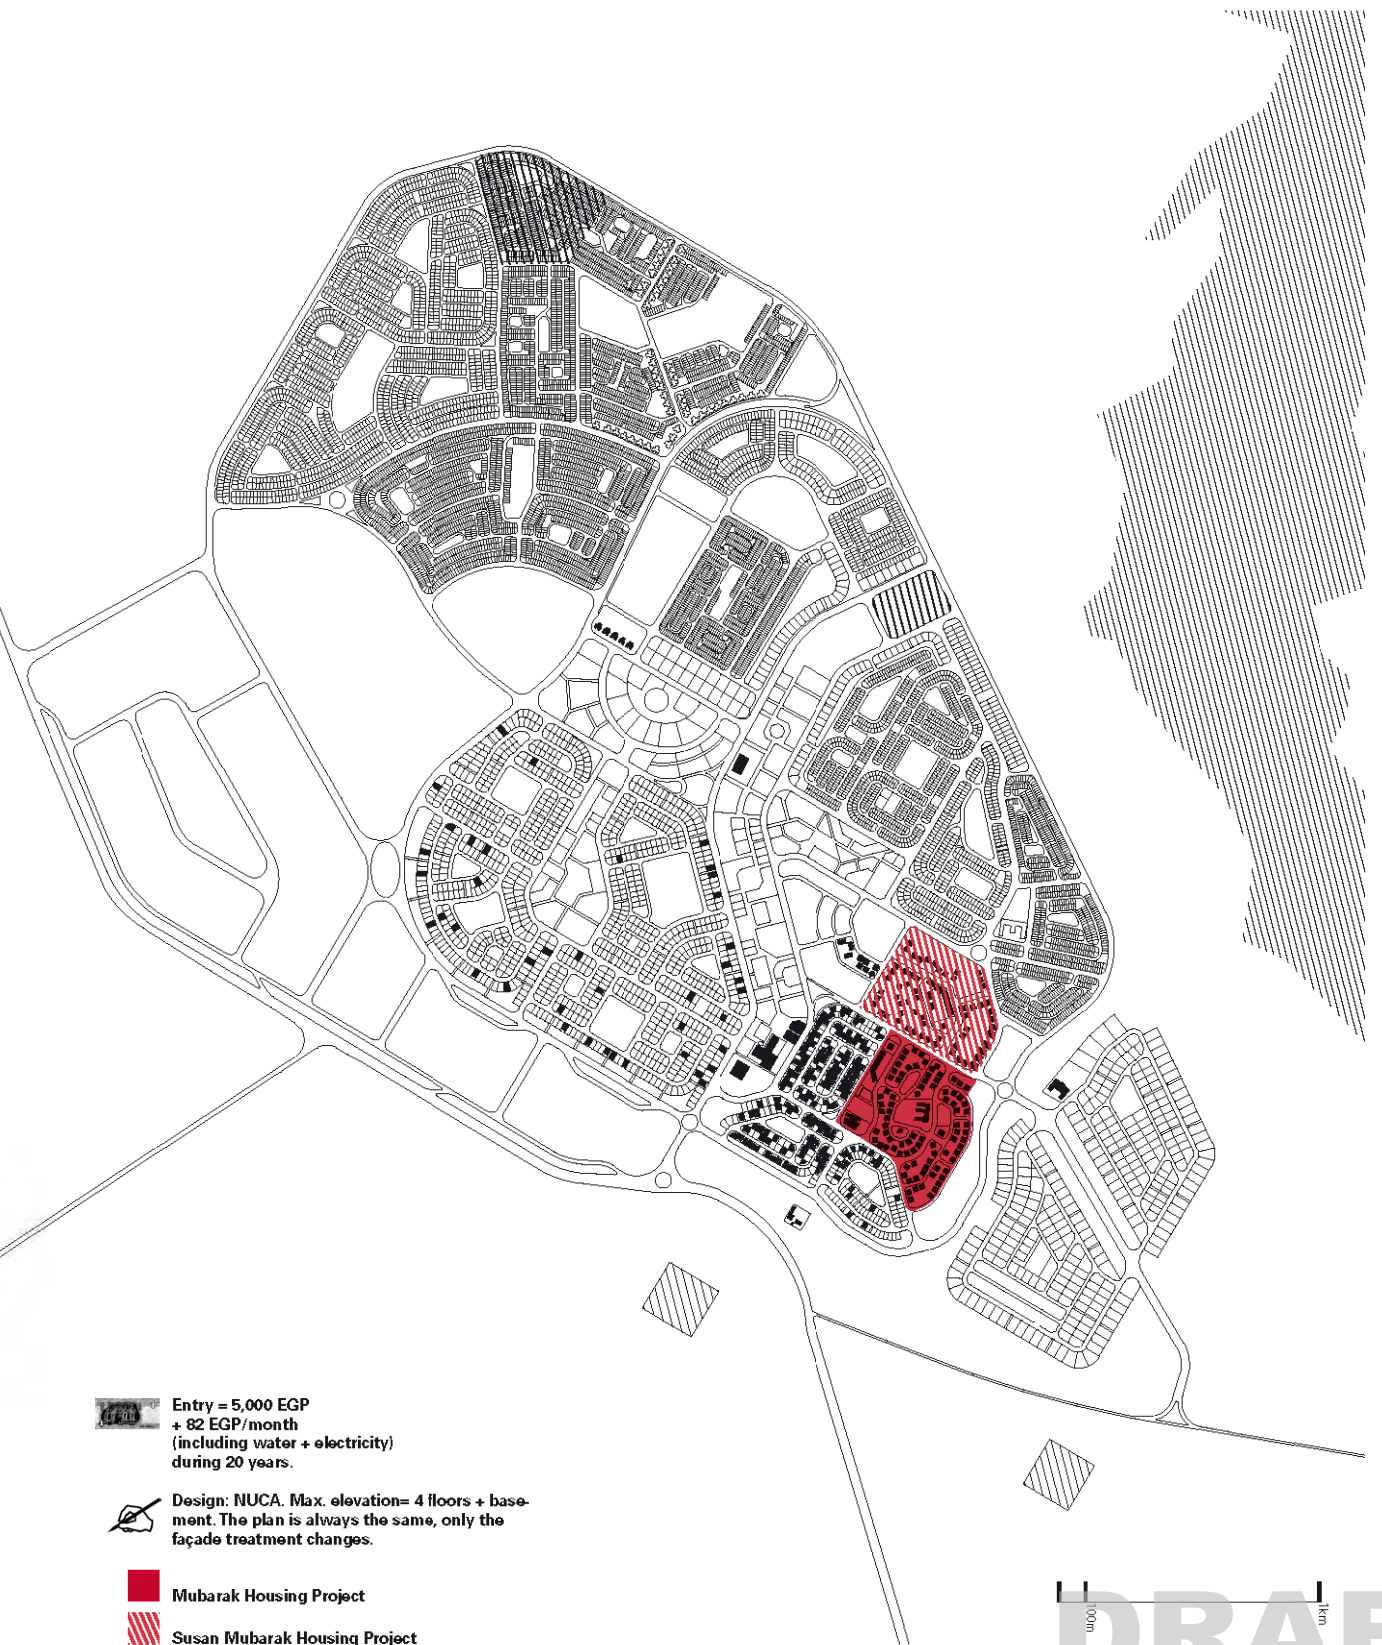 Entry = 5,000 EGP
+ 82 EGP/month
(including water + electricity)
during 20 years.
Design: NUCA. Max. elevation= 4 floors + base-
ment. The plan is always the same, only the
façade treatment changes.
Mubarak Housing Project
Susan Mubarak Housing Project
100m
1km
DRAF